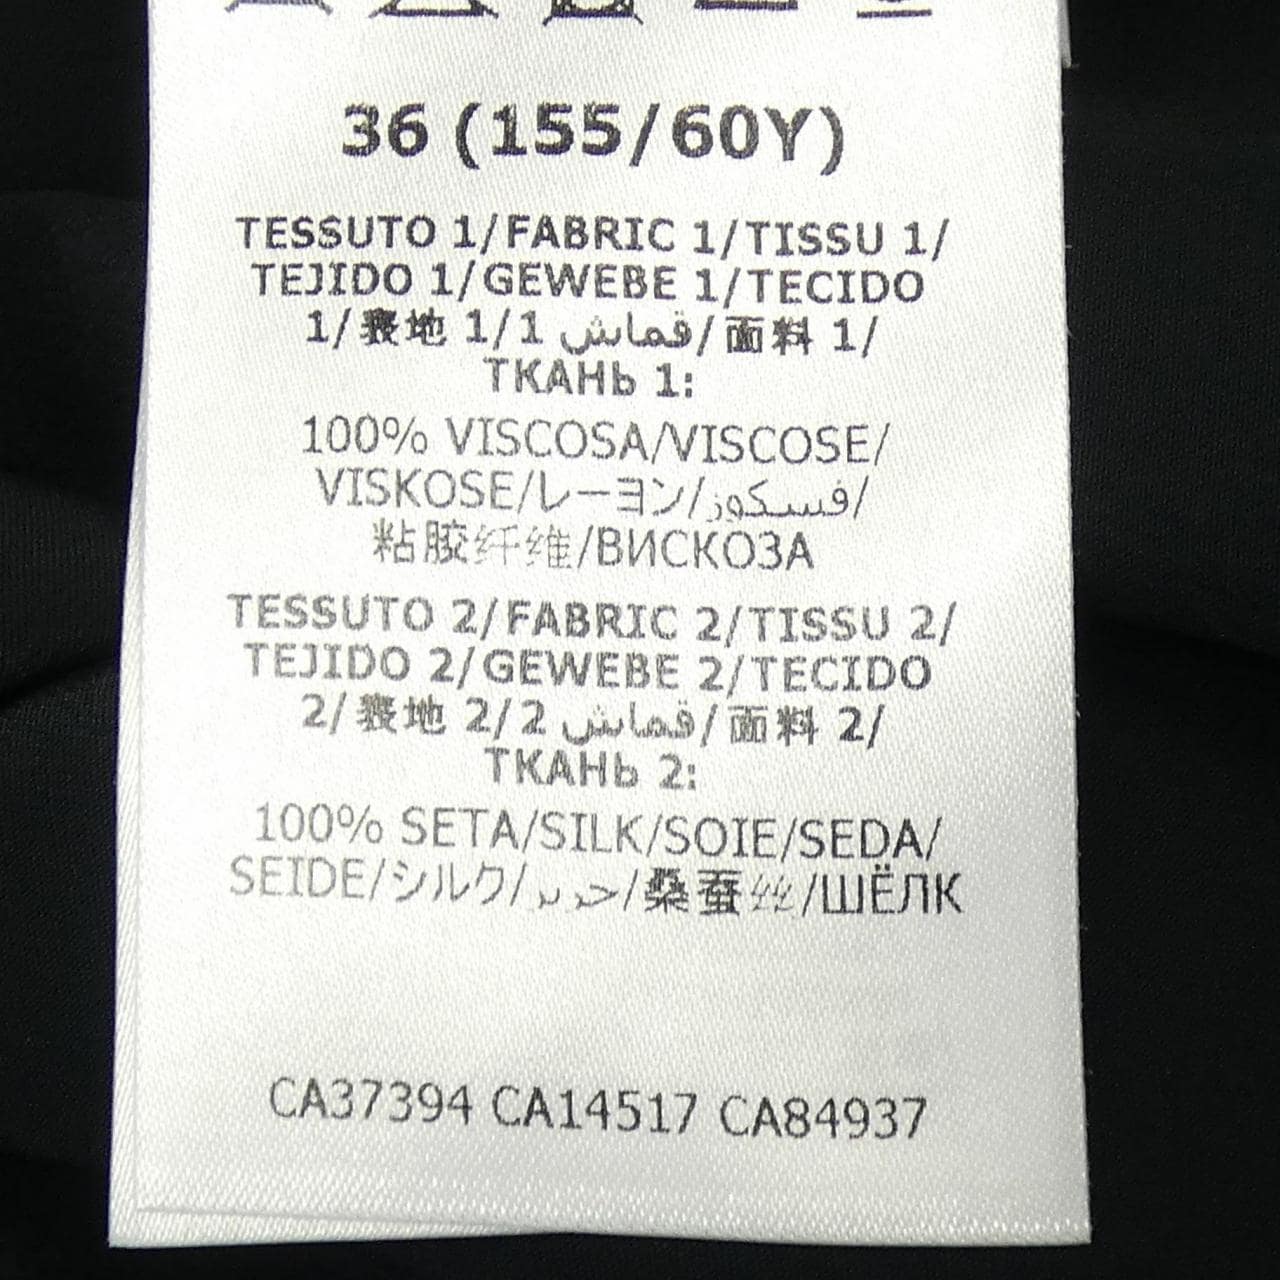 36 (155/60Y)
TESSUTO 1/FABRIC 1/TISSU 1/
TEJIDO 1/GEWEBE 1/TECIDO
1/表地 1/1 قماش/面料 1/
ТКАНЬ 1:
100% VISCOSA/VISCOSE/
VISKOSE/レーヨン/فسكوز/
粘胶纤维/ВИСКОЗА
TESSUTO 2/FABRIC 2/TISSU 2/
TEJIDO 2/GEWEBE 2/TECIDO
2/表地 2/2 قماش/面料 2/
ТКАНЬ 2:
100% SETA/SILK/SOIE/SEDA/
SEIDE/シルク/حرير/桑蚕丝/ШЁЛК
CA37394 CA14517 CA84937